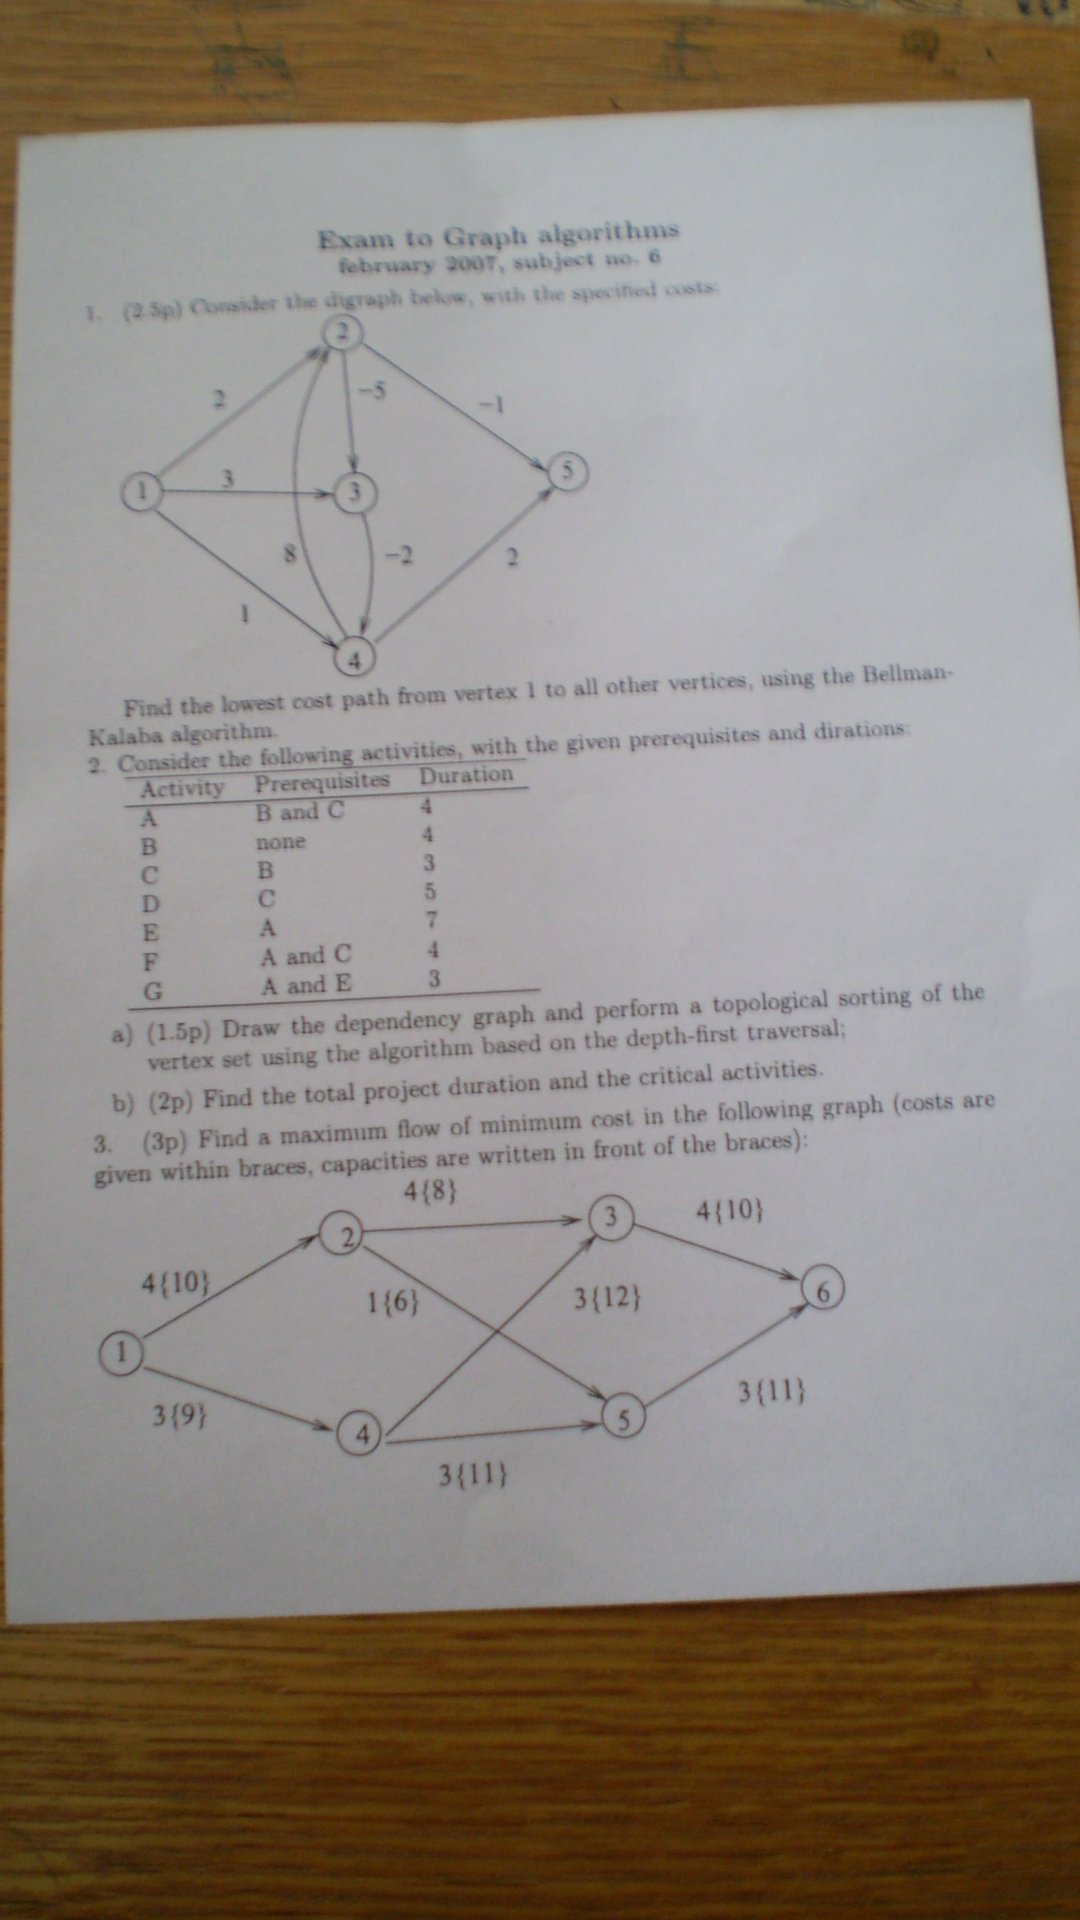 Exam to Graph algorithms
february 2007, subject no. 6
1. (2.5p) Consider the digraph below, with the specified costs:
2
2
-5
-1
1
3
3
5
8
-2
2
1
4
Find the lowest cost path from vertex 1 to all other vertices, using the Bellman-
Kalaba algorithm.
2. Consider the following activities, with the given prerequisites and dirations:
Activity Prerequisites Duration
A B and C 4
B none 4
C B 3
D C 5
E A 7
F A and C 4
G A and E 3
a) (1.5p) Draw the dependency graph and perform a topological sorting of the
vertex set using the algorithm based on the depth-first traversal;
b) (2p) Find the total project duration and the critical activities.
3. (3p) Find a maximum flow of minimum cost in the following graph (costs are
given within braces, capacities are written in front of the braces):
4{8}
2
3
4{10}
4{10}
1{6}
3{12}
6
1
3{9}
4
5
3{11}
3{11}